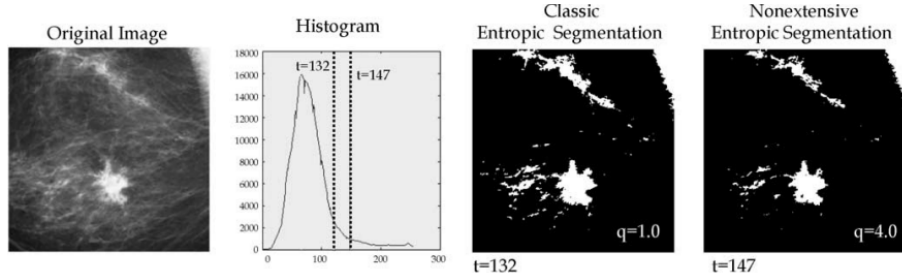 Original Image
Histogram
Classic
Entropic Segmentation
Nonextensive
Entropic Segmentation
t=132
t=147
16000
14000
12000
10000
8000
6000
4000
2000
0
0
100
200
300
q=1.0
q=4.0
t=132
t=147